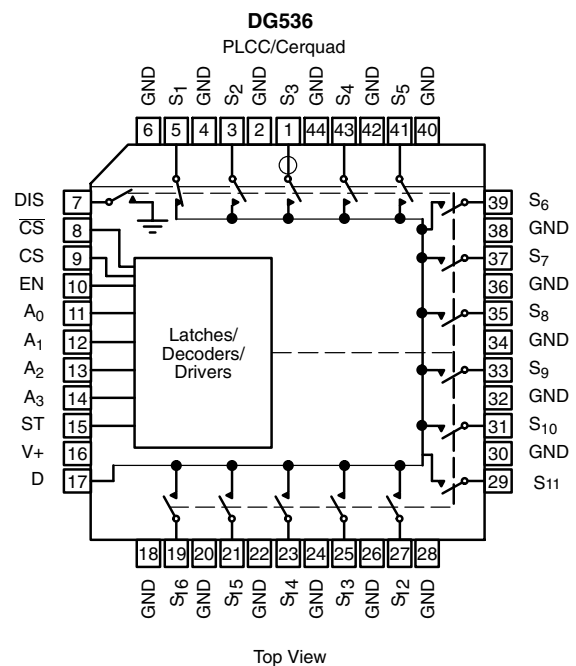 DG536
PLCC/Cerquad
GND S1 GND S2 GND S3 GND S4 GND S5 GND
6 5 4 3 2 1 44 43 42 41 40
DIS 7
CS 8
CS 9
EN 10
A0 11
A1 12
A2 13
A3 14
ST 15
V+ 16
D 17
Latches/
Decoders/
Drivers
39 S6
38 GND
37 S7
36 GND
35 S8
34 GND
33 S9
32 GND
31 S10
30 GND
29 S11
18 19 20 21 22 23 24 25 26 27 28
GND S16 GND S15 GND S14 GND S13 GND S12 GND
Top View